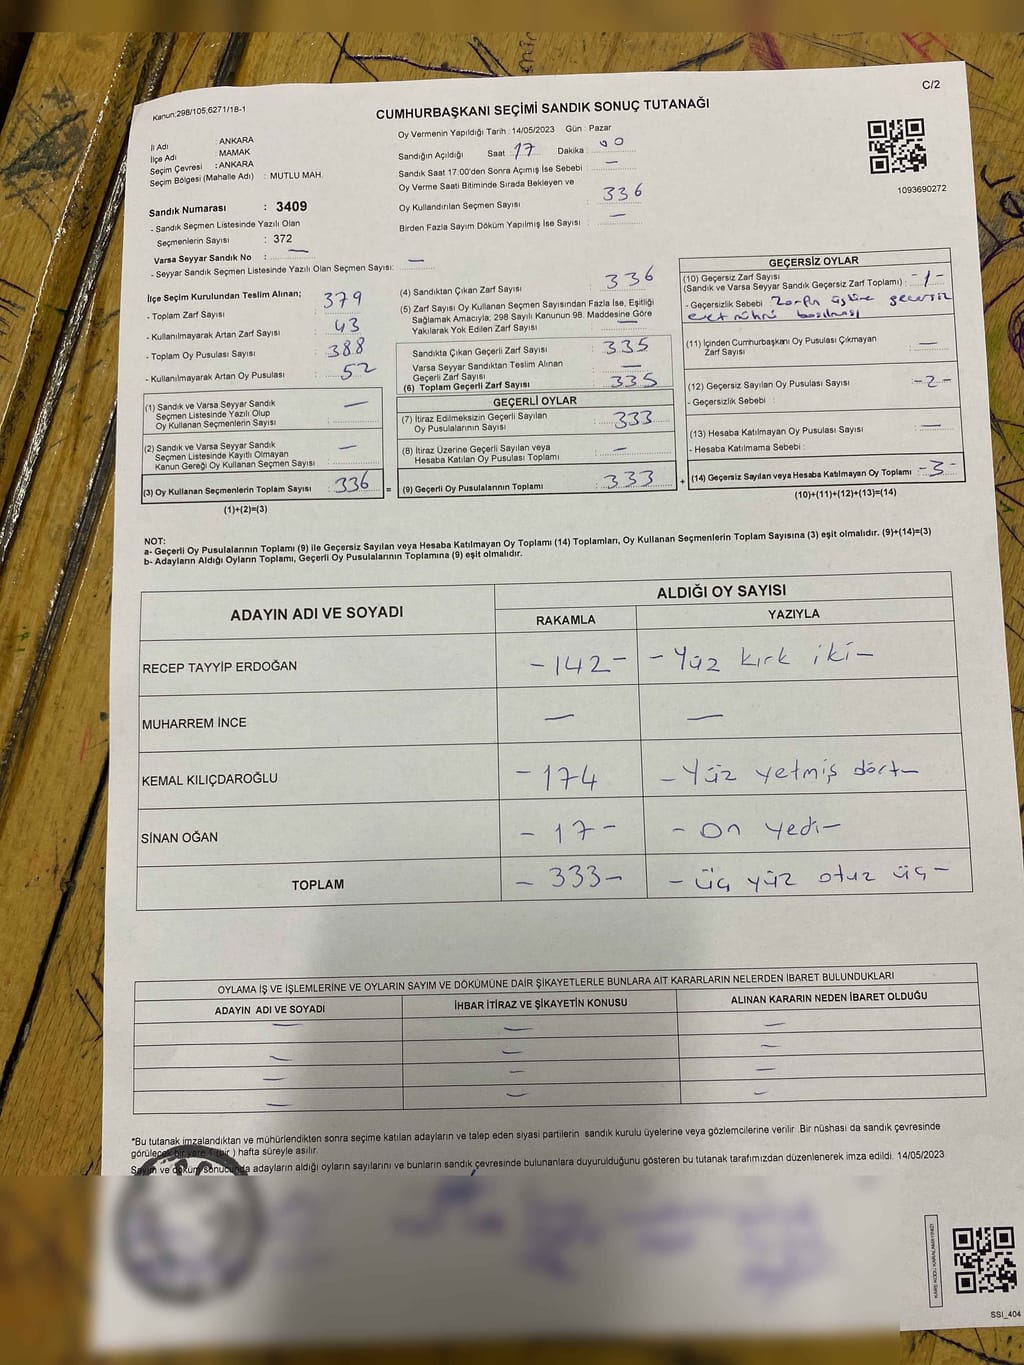 C/2
Kanun;298/105;6271/18-1
CUMHURBAŞKANI SEÇİMİ SANDIK SONUÇ TUTANAĞI
İl Adı : ANKARA
İlçe Adı : MAMAK
Seçim Çevresi : ANKARA
Seçim Bölgesi (Mahalle Adı) : MUTLU MAH.
Oy Vermenin Yapıldığı Tarih : 14/05/2023 Gün : Pazar
Sandığın Açıldığı Saat 17 Dakika : 00
Sandık Saat 17:00'den Sonra Açımış İse Sebebi : —
Oy Verme Saati Bitiminde Sırada Bekleyen ve
Oy Kullandırılan Seçmen Sayısı : 336
Birden Fazla Sayım Döküm Yapılmış İse Sayısı : —
1093690272
Sandık Numarası : 3409
- Sandık Seçmen Listesinde Yazılı Olan
Seçmenlerin Sayısı : 372
Varsa Seyyar Sandık No : —
- Seyyar Sandık Seçmen Listesinde Yazılı Olan Seçmen Sayısı: —
İlçe Seçim Kurulundan Teslim Alınan;
- Toplam Zarf Sayısı : 379
- Kullanılmayarak Artan Zarf Sayısı : 43
- Toplam Oy Pusulası Sayısı : 388
- Kullanılmayarak Artan Oy Pusulası : 52
(1) Sandık ve Varsa Seyyar Sandık
Seçmen Listesinde Yazılı Olup
Oy Kullanan Seçmenlerin Sayısı : —
(2) Sandık ve Varsa Seyyar Sandık
Seçmen Listesinde Kayıtlı Olmayan
Kanun Gereği Oy Kullanan Seçmen Sayısı : —
(3) Oy Kullanan Seçmenlerin Toplam Sayısı : 336 =
(1)+(2)=(3)
(4) Sandıktan Çıkan Zarf Sayısı : 336
(5) Zarf Sayısı Oy Kullanan Seçmen Sayısından Fazla İse, Eşitliği
Sağlamak Amacıyla; 298 Sayılı Kanunun 98. Maddesine Göre
Yakılarak Yok Edilen Zarf Sayısı : —
Sandıkta Çıkan Geçerli Zarf Sayısı : 335
Varsa Seyyar Sandıktan Teslim Alınan
Geçerli Zarf Sayısı : —
(6) Toplam Geçerli Zarf Sayısı : 335
GEÇERLİ OYLAR
(7) İtiraz Edilmeksizin Geçerli Sayılan
Oy Pusulalarının Sayısı : 333
(8) İtiraz Üzerine Geçerli Sayılan veya
Hesaba Katılan Oy Pusulası Toplamı : —
(9) Geçerli Oy Pusulalarının Toplamı : 333 +
GEÇERSİZ OYLAR
(10) Geçersiz Zarf Sayısı
(Sandık ve Varsa Seyyar Sandık Geçersiz Zarf Toplamı) : -1-
- Geçersizlik Sebebi Zarfın üstüne geçersiz
evet mührü basılması
(11) İçinden Cumhurbaşkanı Oy Pusulası Çıkmayan
Zarf Sayısı : —
(12) Geçersiz Sayılan Oy Pusulası Sayısı : -2-
- Geçersizlik Sebebi :
(13) Hesaba Katılmayan Oy Pusulası Sayısı : —
- Hesaba Katılmama Sebebi :
(14) Geçersiz Sayılan veya Hesaba Katılmayan Oy Toplamı : -3-
(10)+(11)+(12)+(13)=(14)
NOT:
a- Geçerli Oy Pusulalarının Toplamı (9) ile Geçersiz Sayılan veya Hesaba Katılmayan Oy Toplamı (14) Toplamları, Oy Kullanan Seçmenlerin Toplam Sayısına (3) eşit olmalıdır. (9)+(14)=(3)
b- Adayların Aldığı Oyların Toplamı, Geçerli Oy Pusulalarının Toplamına (9) eşit olmalıdır.
ADAYIN ADI VE SOYADI ALDIĞI OY SAYISI
RAKAMLA YAZIYLA
RECEP TAYYİP ERDOĞAN -142- -Yüz kırk iki-
MUHARREM İNCE — —
KEMAL KILIÇDAROĞLU -174 -Yüz yetmiş dört-
SİNAN OĞAN -17- -On yedi-
TOPLAM -333- -üç yüz otuz üç-
OYLAMA İŞ VE İŞLEMLERİNE VE OYLARIN SAYIM VE DÖKÜMÜNE DAİR ŞİKAYETLERLE BUNLARA AİT KARARLARIN NELERDEN İBARET BULUNDUKLARI
ADAYIN ADI VE SOYADI İHBAR İTİRAZ VE ŞİKAYETİN KONUSU ALINAN KARARIN NEDEN İBARET OLDUĞU
— — —
— — —
— — —
— — —
*Bu tutanak imzalandıktan ve mühürlendikten sonra seçime katılan adayların ve talep eden siyasi partilerin sandık kurulu üyelerine veya gözlemcilerine verilir .Bir nüshası da sandık çevresinde
görülecek bir yere 1 (bir ) hafta süreyle asılır.
Sayım ve döküm sonucunda adayların aldığı oyların sayılarını ve bunların sandık çevresinde bulunanlara duyurulduğunu gösteren bu tutanak tarafımızdan düzenlenerek imza edildi. 14/05/2023
SSI_404